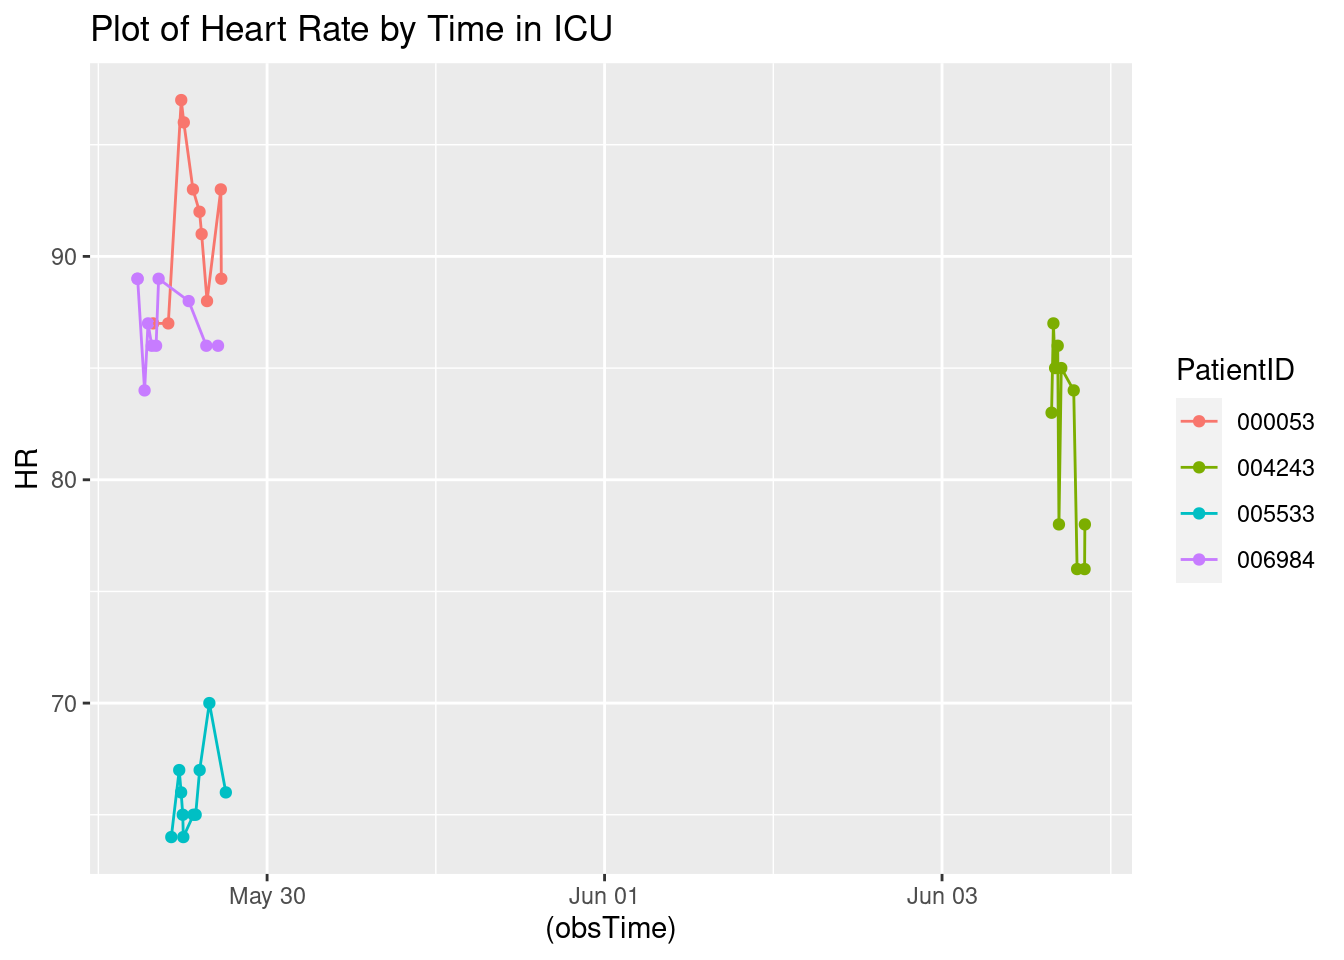 Plot of Heart Rate by Time in ICU
90
80
70
HR
May 30
Jun 01
Jun 03
(obsTime)
PatientID
000053
004243
005533
006984